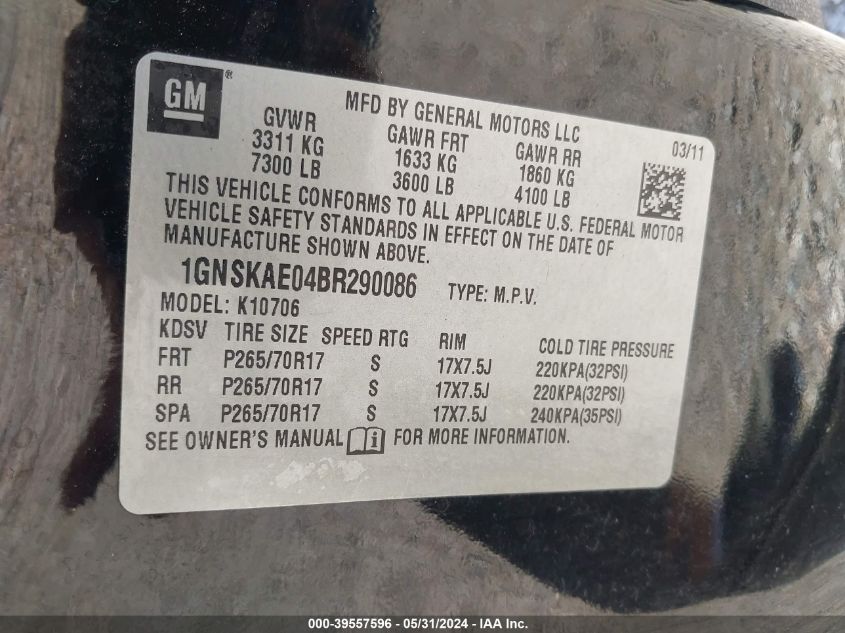 GM®
MFD BY GENERAL MOTORS LLC
03/11
GVWR GAWR FRT GAWR RR
3311 KG 1633 KG 1860 KG
7300 LB 3600 LB 4100 LB
THIS VEHICLE CONFORMS TO ALL APPLICABLE U.S. FEDERAL MOTOR
VEHICLE SAFETY STANDARDS IN EFFECT ON THE DATE OF
MANUFACTURE SHOWN ABOVE.
1GNSKAE04BR290086 TYPE: M.P.V.
MODEL: K10706
KDSV TIRE SIZE SPEED RTG RIM COLD TIRE PRESSURE
FRT P265/70R17 S 17X7.5J 220KPA(32PSI)
RR P265/70R17 S 17X7.5J 220KPA(32PSI)
SPA P265/70R17 S 17X7.5J 240KPA(35PSI)
SEE OWNER'S MANUAL FOR MORE INFORMATION.
000-39557596 - 05/31/2024 - IAA Inc.